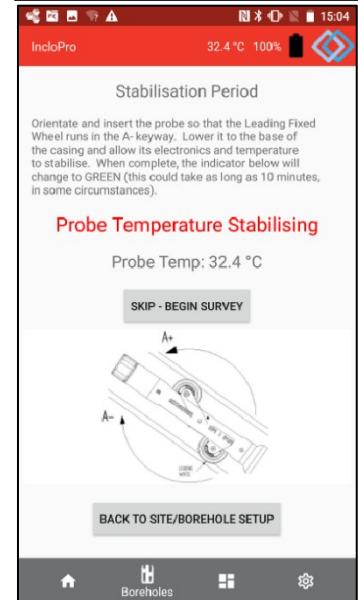 15:04
IncloPro 32.4 °C 100%
Stabilisation Period
Orientate and insert the probe so that the Leading Fixed
Wheel runs in the A- keyway. Lower it to the base of
the casing and allow its electronics and temperature
to stabilise. When complete, the indicator below will
change to GREEN (this could take as long as 10 minutes,
in some circumstances).
Probe Temperature Stabilising
Probe Temp: 32.4 °C
SKIP - BEGIN SURVEY
A+
A-
LEADING
WHEEL
BACK TO SITE/BOREHOLE SETUP
Boreholes